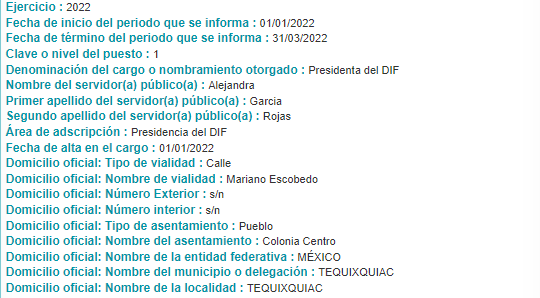 Ejercicio : 2022
Fecha de inicio del periodo que se informa : 01/01/2022
Fecha de término del periodo que se informa : 31/03/2022
Clave o nivel del puesto : 1
Denominación del cargo o nombramiento otorgado : Presidenta del DIF
Nombre del servidor(a) público(a) : Alejandra
Primer apellido del servidor(a) público(a) : Garcia
Segundo apellido del servidor(a) público(a) : Rojas
Área de adscripción : Presidencia del DIF
Fecha de alta en el cargo : 01/01/2022
Domicilio oficial: Tipo de vialidad : Calle
Domicilio oficial: Nombre de vialidad : Mariano Escobedo
Domicilio oficial: Número Exterior : s/n
Domicilio oficial: Número interior : s/n
Domicilio oficial: Tipo de asentamiento : Pueblo
Domicilio oficial: Nombre del asentamiento : Colonia Centro
Domicilio oficial: Nombre de la entidad federativa : MÉXICO
Domicilio oficial: Nombre del municipio o delegación : TEQUIXQUIAC
Domicilio oficial: Nombre de la localidad : TEQUIXQUIAC